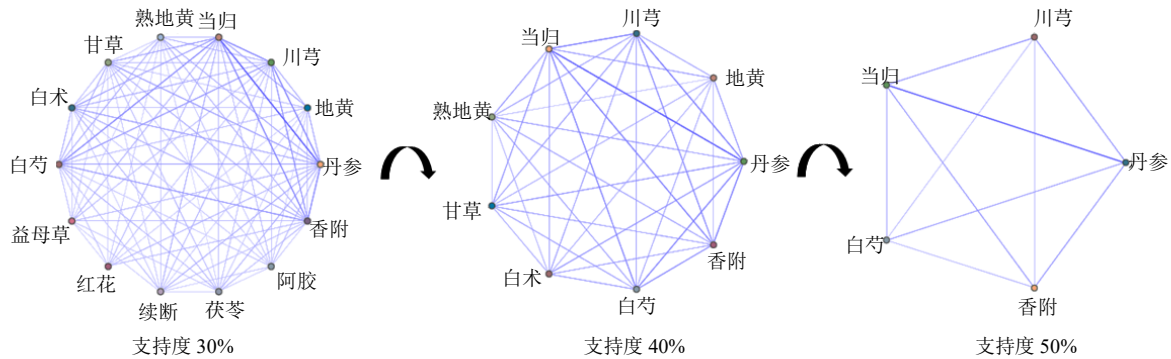 熟地黄
当归
甘草
川芎
白术
地黄
白芍
丹参
益母草
香附
红花
阿胶
续断
茯苓
支持度 30%
川芎
当归
地黄
熟地黄
丹参
甘草
香附
白术
白芍
支持度 40%
川芎
当归
丹参
白芍
香附
支持度 50%